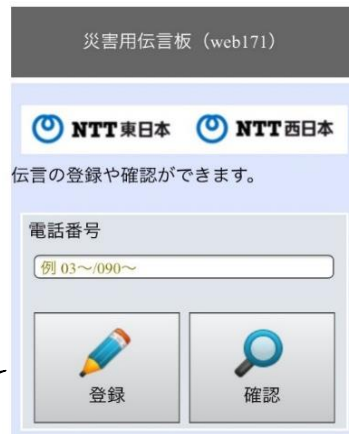 災害用伝言板（web171）
NTT東日本 NTT西日本
伝言の登録や確認ができます。
電話番号
例 03～/090～
登録 確認